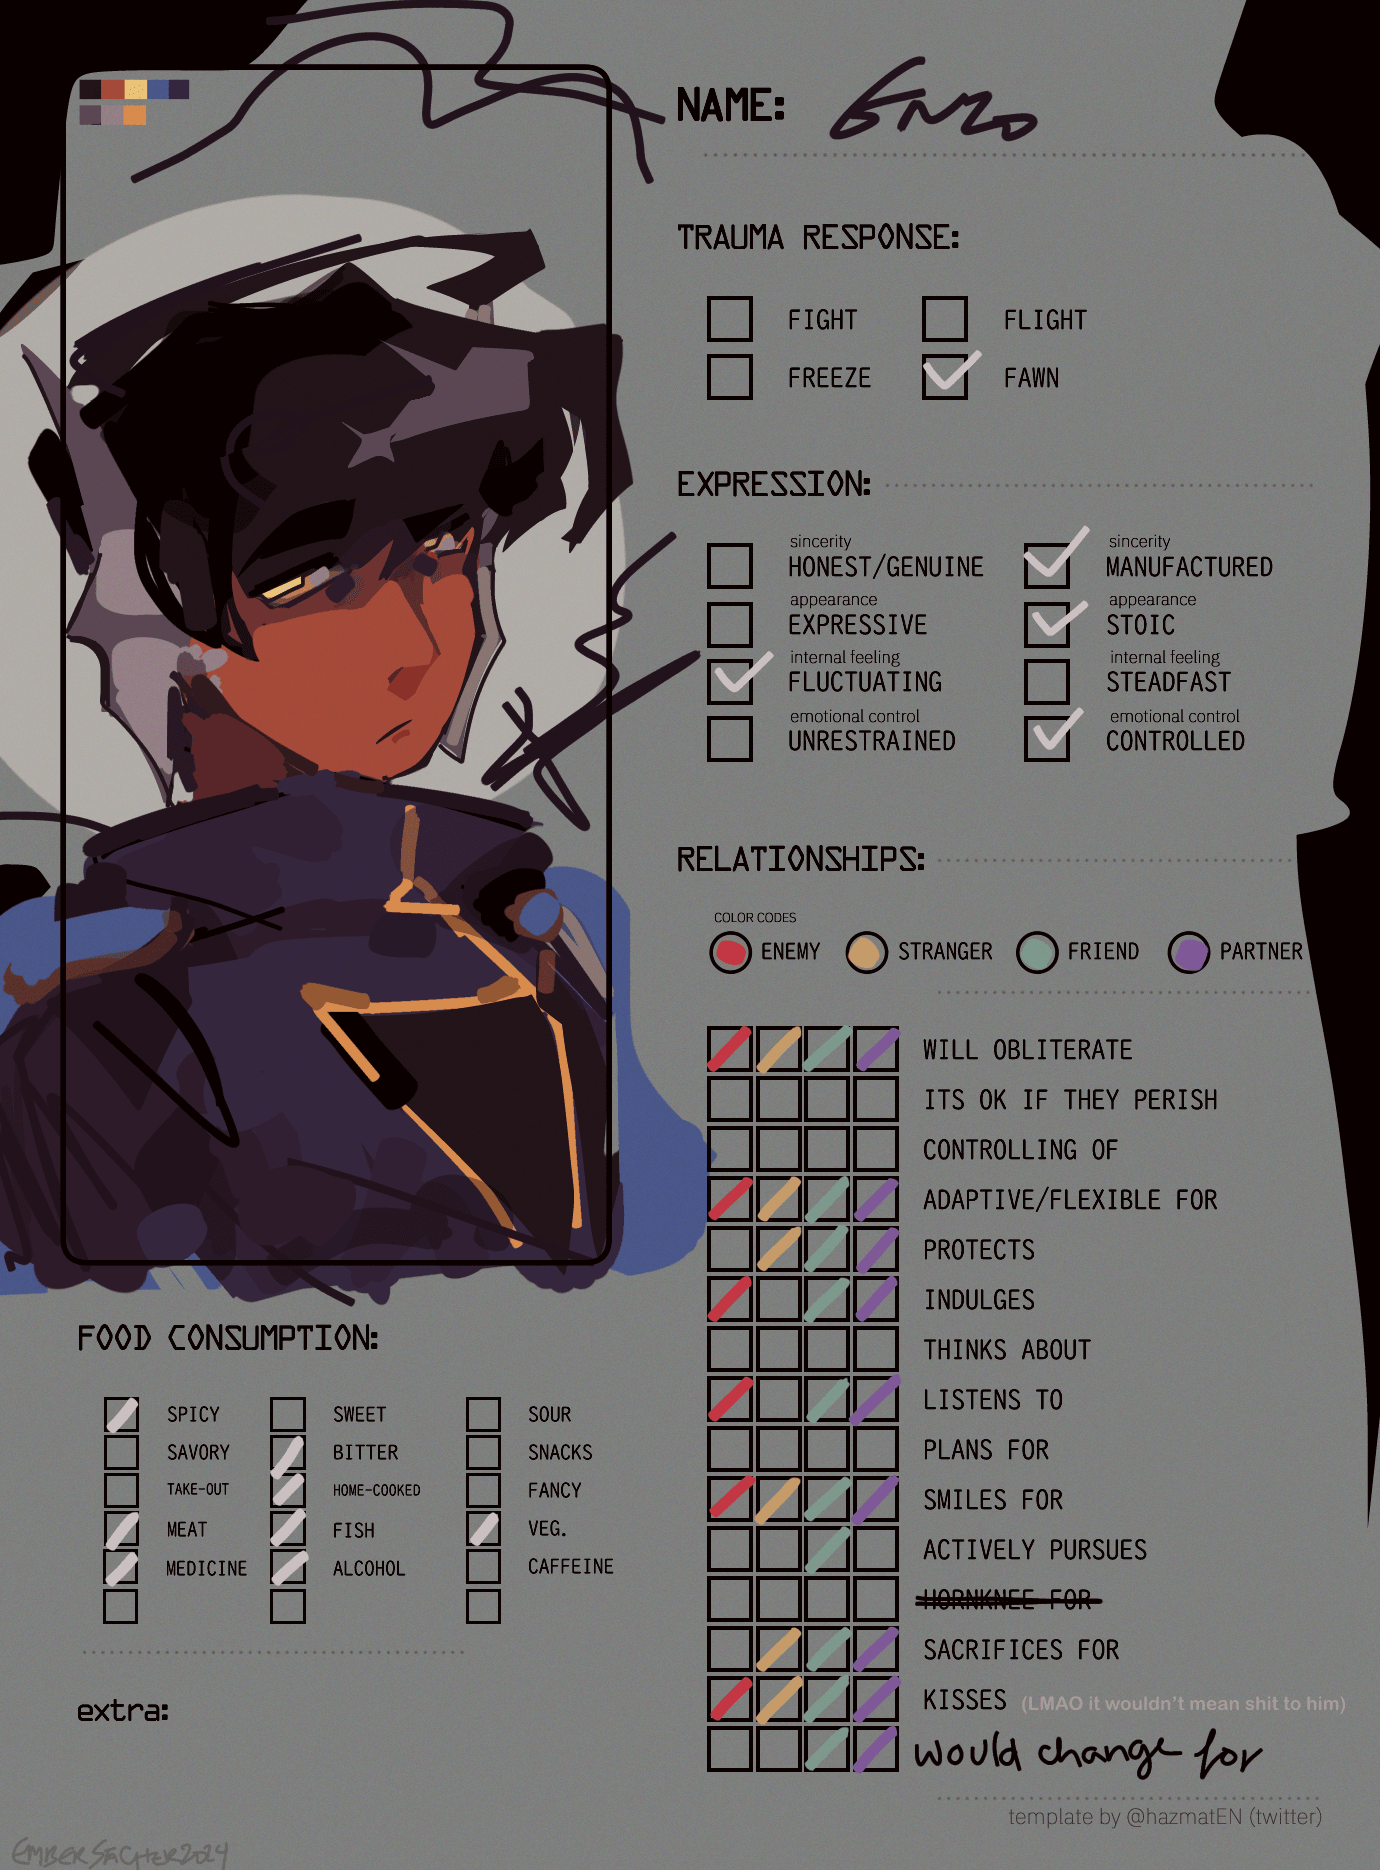 NAME: Enzo
TRAUMA RESPONSE:
FIGHT FLIGHT
FREEZE FAWN
EXPRESSION:
sincerity sincerity
HONEST/GENUINE MANUFACTURED
appearance appearance
EXPRESSIVE STOIC
internal feeling internal feeling
FLUCTUATING STEADFAST
emotional control emotional control
UNRESTRAINED CONTROLLED
RELATIONSHIPS:
COLOR CODES
ENEMY STRANGER FRIEND PARTNER
WILL OBLITERATE
ITS OK IF THEY PERISH
CONTROLLING OF
ADAPTIVE/FLEXIBLE FOR
PROTECTS
INDULGES
THINKS ABOUT
LISTENS TO
PLANS FOR
SMILES FOR
ACTIVELY PURSUES
HORNKNEE FOR
SACRIFICES FOR
KISSES (LMAO it wouldn't mean shit to him)
would change for
template by @hazmatEN (twitter)
FOOD CONSUMPTION:
SPICY SWEET SOUR
SAVORY BITTER SNACKS
TAKE-OUT HOME-COOKED FANCY
MEAT FISH VEG.
MEDICINE ALCOHOL CAFFEINE
extra:
EMBERSECHER2024